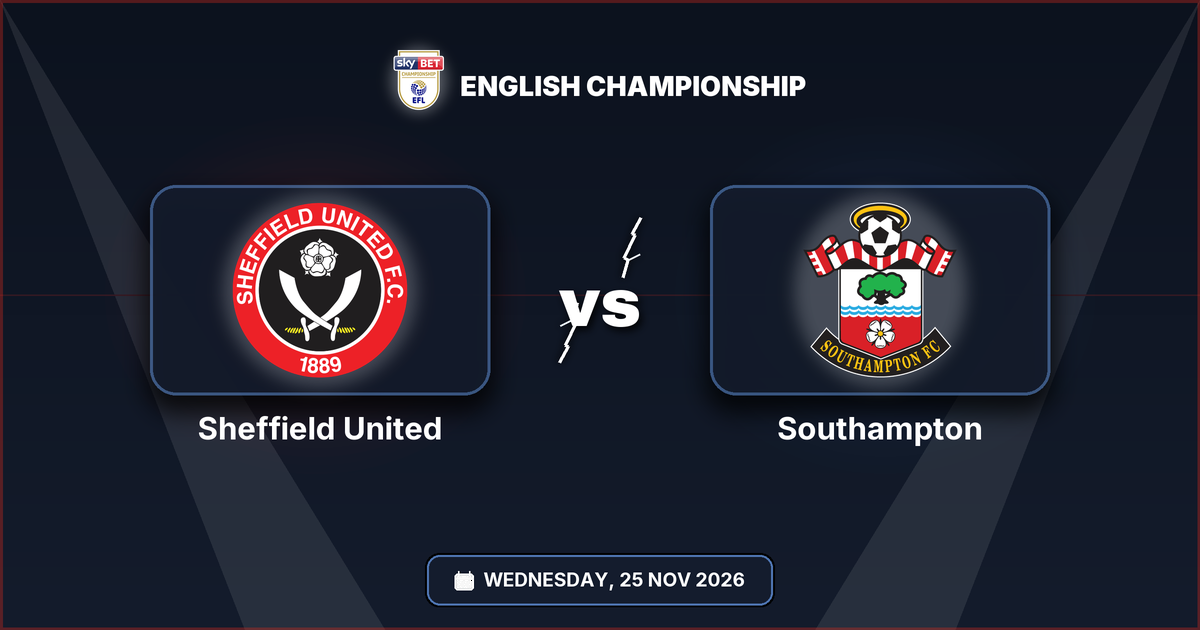 sky BET
CHAMPIONSHIP
EFL
ENGLISH CHAMPIONSHIP
SHEFFIELD UNITED F.C.
1889
Sheffield United
vs
SOUTHAMPTON FC
Southampton
WEDNESDAY, 25 NOV 2026